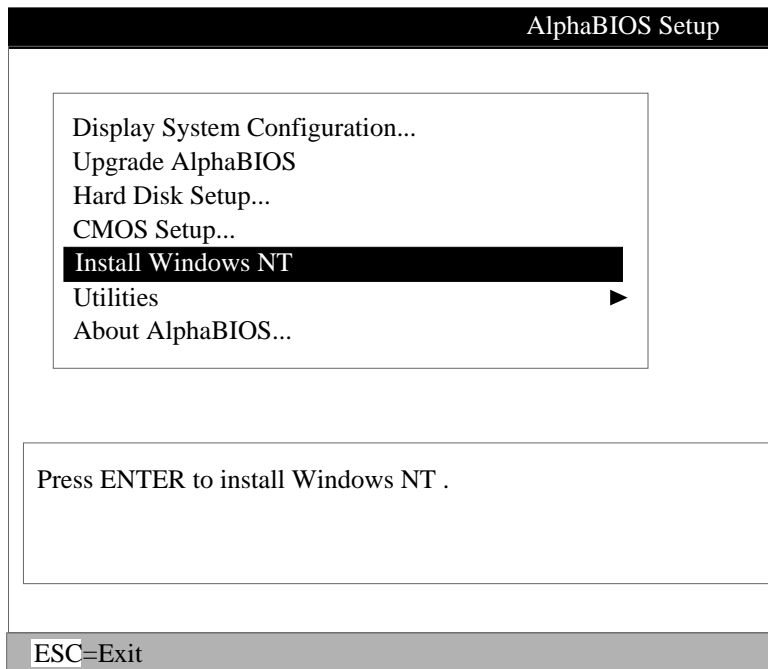 AlphaBIOS Setup
Display System Configuration...
Upgrade AlphaBIOS
Hard Disk Setup...
CMOS Setup...
Install Windows NT
Utilities
About AlphaBIOS...
Press ENTER to install Windows NT .
ESC=Exit